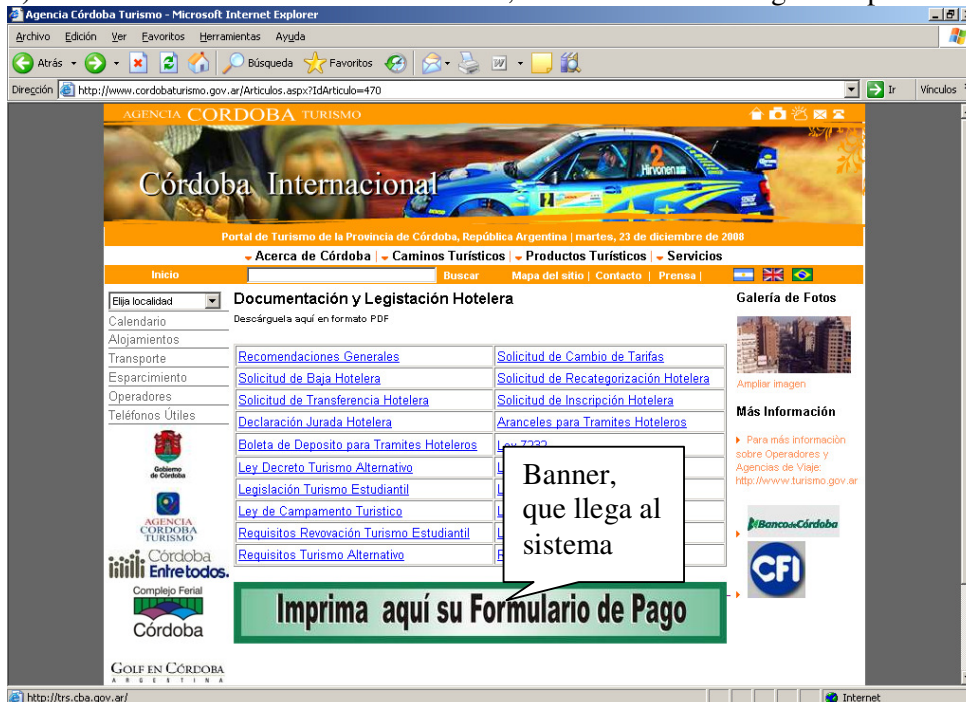 Agencia Córdoba Turismo - Microsoft Internet Explorer
Archivo Edición Ver Favoritos Herramientas Ayuda
Atrás Búsqueda Favoritos
Dirección http://www.cordobaturismo.gov.ar/Articulos.aspx?IdArticulo=470 Ir Vínculos
AGENCIA CORDOBA TURISMO
Córdoba Internacional
2
Hirvonen
2
Portal de Turismo de la Provincia de Córdoba, República Argentina | martes, 23 de diciembre de 2008
Acerca de Córdoba | Caminos Turísticos | Productos Turísticos | Servicios
Inicio Buscar Mapa del sitio | Contacto | Prensa |
Elija localidad
Calendario
Alojamientos
Transporte
Esparcimiento
Operadores
Teléfonos Útiles
Gobierno
de Córdoba
AGENCIA
CORDOBA
TURISMO
Córdoba
Entretodos.
Complejo Ferial
Córdoba
GOLF EN CÓRDOBA
ARGENTINA
Documentación y Legistación Hotelera
Descárguela aquí en formato PDF
Recomendaciones Generales Solicitud de Cambio de Tarifas
Solicitud de Baja Hotelera Solicitud de Recategorización Hotelera
Solicitud de Transferencia Hotelera Solicitud de Inscripción Hotelera
Declaración Jurada Hotelera Aranceles para Tramites Hoteleros
Boleta de Deposito para Tramites Hoteleros Ley 7232
Ley Decreto Turismo Alternativo
Legislación Turismo Estudiantil
Ley de Campamento Turistico
Requisitos Revovación Turismo Estudiantil
Requisitos Turismo Alternativo
Banner,
que llega al
sistema
Imprima aquí su Formulario de Pago
Galería de Fotos
Ampliar imagen
Más Información
Para más información
sobre Operadores y
Agencias de Viaje:
http://www.turismo.gov.ar
BancodeCórdoba
CFI
http://trs.cba.gov.ar/ Internet